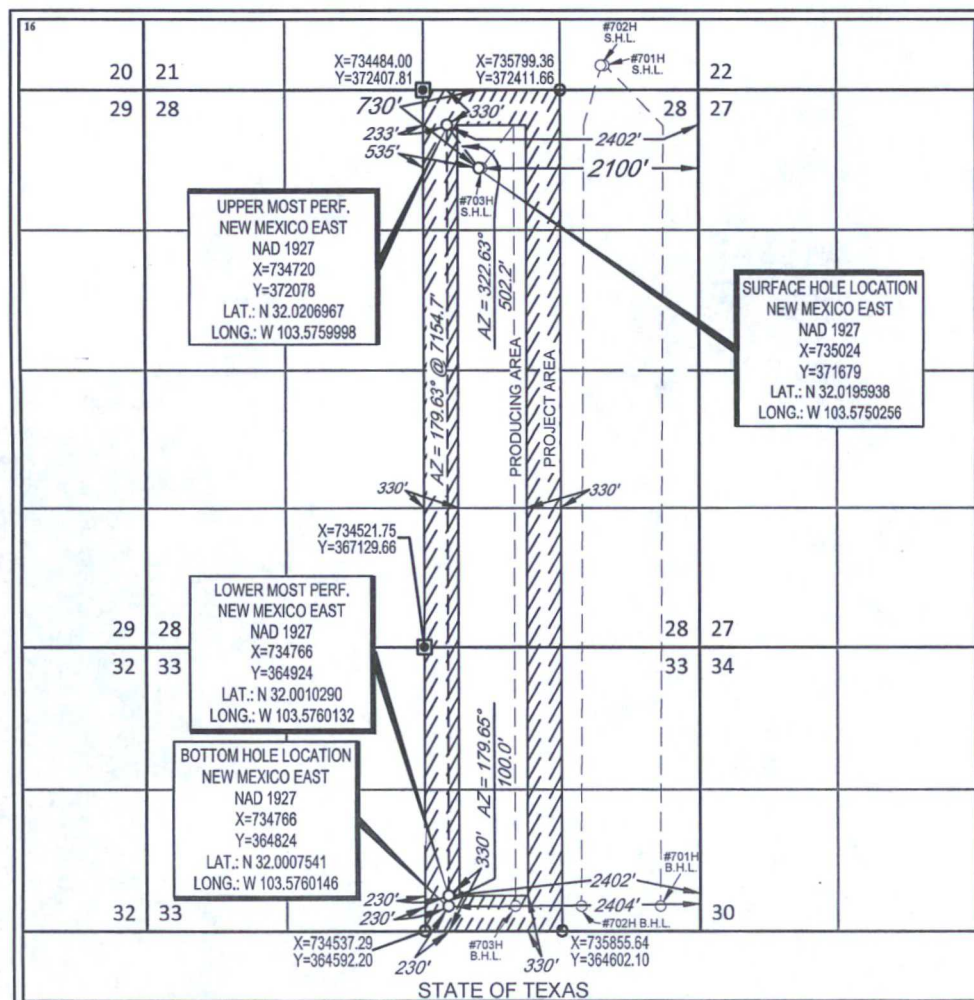 16
#702H
S.H.L.
#701H
S.H.L.
X=734484.00
Y=372407.81
X=735799.36
Y=372411.66
20 21
22
29 28
28 27
730'
330'
233'
2402'
535'
2100'
#703H
S.H.L.
UPPER MOST PERF.
NEW MEXICO EAST
NAD 1927
X=734720
Y=372078
LAT.: N 32.0206967
LONG.: W 103.5759998
SURFACE HOLE LOCATION
NEW MEXICO EAST
NAD 1927
X=735024
Y=371679
LAT.: N 32.0195938
LONG.: W 103.5750256
AZ = 322.63°
502.2'
AZ = 179.63° @ 7154.7'
PRODUCING AREA
PROJECT AREA
330'
330'
X=734521.75
Y=367129.66
LOWER MOST PERF.
NEW MEXICO EAST
NAD 1927
X=734766
Y=364924
LAT.: N 32.0010290
LONG.: W 103.5760132
29 28
28 27
32 33
33 34
BOTTOM HOLE LOCATION
NEW MEXICO EAST
NAD 1927
X=734766
Y=364824
LAT.: N 32.0007541
LONG.: W 103.5760146
AZ = 179.65°
100.0'
330'
#701H
B.H.L.
2402'
230'
2404'
230'
#702H B.H.L.
32 33
30
X=734537.29
Y=364592.20
230'
#703H
B.H.L.
330'
X=735855.64
Y=364602.10
STATE OF TEXAS